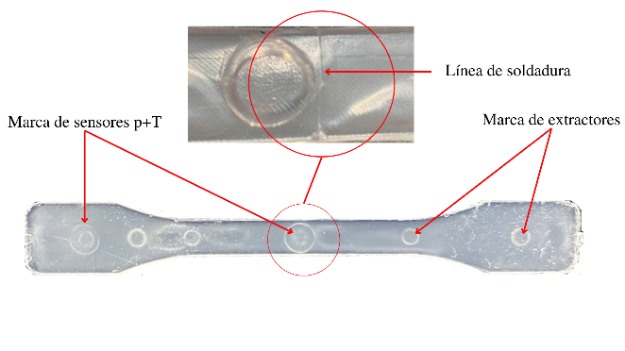 Línea de soldadura
Marca de sensores p+T
Marca de extractores